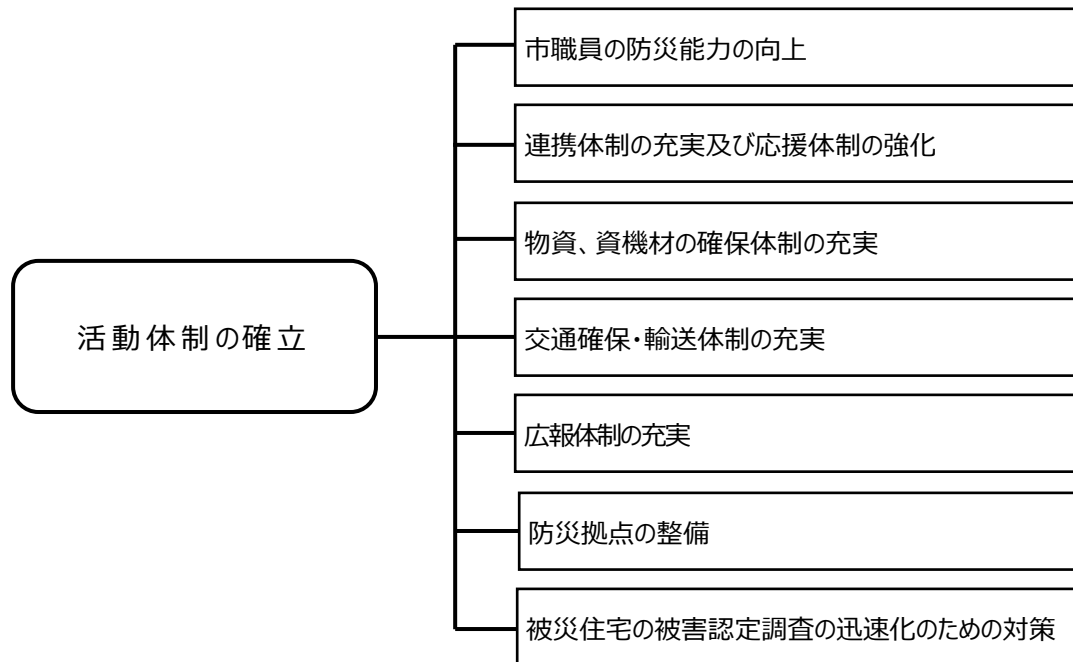 市職員の防災能力の向上
連携体制の充実及び応援体制の強化
物資、資機材の確保体制の充実
活動体制の確立
交通確保・輸送体制の充実
広報体制の充実
防災拠点の整備
被災住宅の被害認定調査の迅速化のための対策